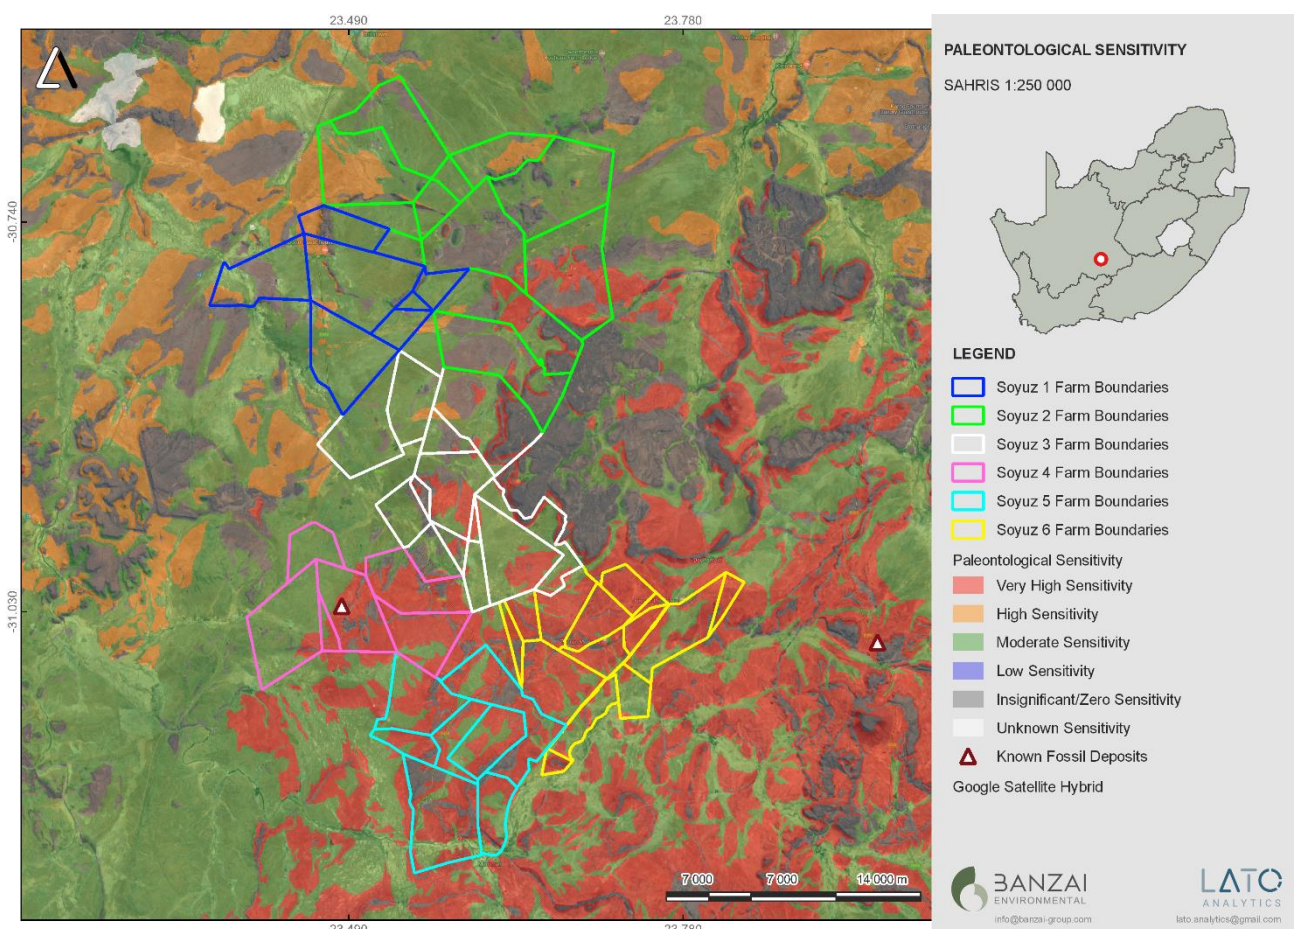 23.490
23.780
-30.740
-31.030
7 000
7 000
14 000 m
23.490
23.780
PALEONTOLOGICAL SENSITIVITY
SAHRIS 1:250 000
LEGEND
Soyuz 1 Farm Boundaries
Soyuz 2 Farm Boundaries
Soyuz 3 Farm Boundaries
Soyuz 4 Farm Boundaries
Soyuz 5 Farm Boundaries
Soyuz 6 Farm Boundaries
Paleontological Sensitivity
Very High Sensitivity
High Sensitivity
Moderate Sensitivity
Low Sensitivity
Insignificant/Zero Sensitivity
Unknown Sensitivity
Known Fossil Deposits
Google Satellite Hybrid
BANZAI
ENVIRONMENTAL
info@banzai-group.com
LATO
ANALYTICS
lato.analytics@gmail.com